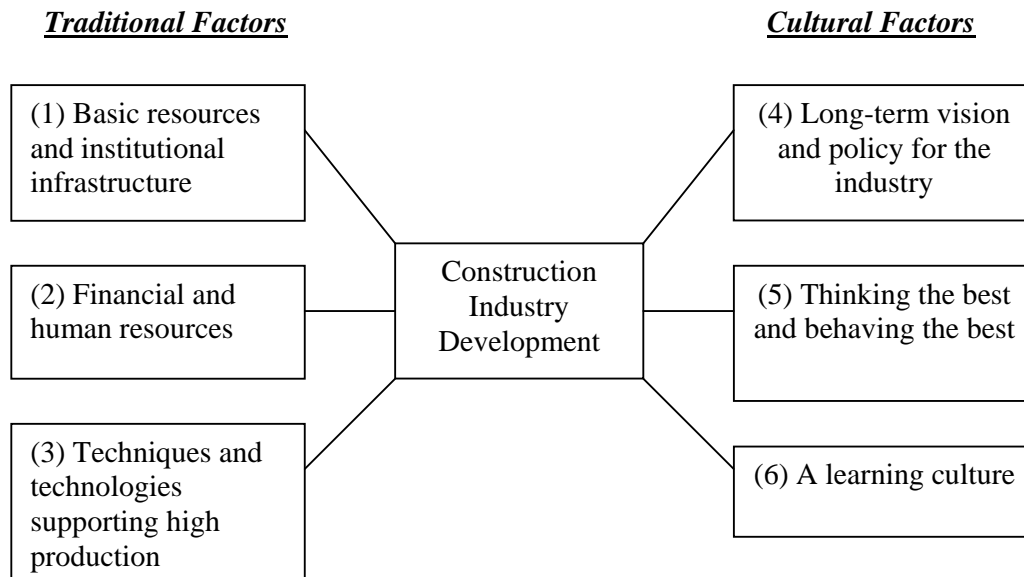 Traditional Factors
Cultural Factors
(1) Basic resources
and institutional
infrastructure
(2) Financial and
human resources
(3) Techniques and
technologies
supporting high
production
Construction
Industry
Development
(4) Long-term vision
and policy for the
industry
(5) Thinking the best
and behaving the best
(6) A learning culture